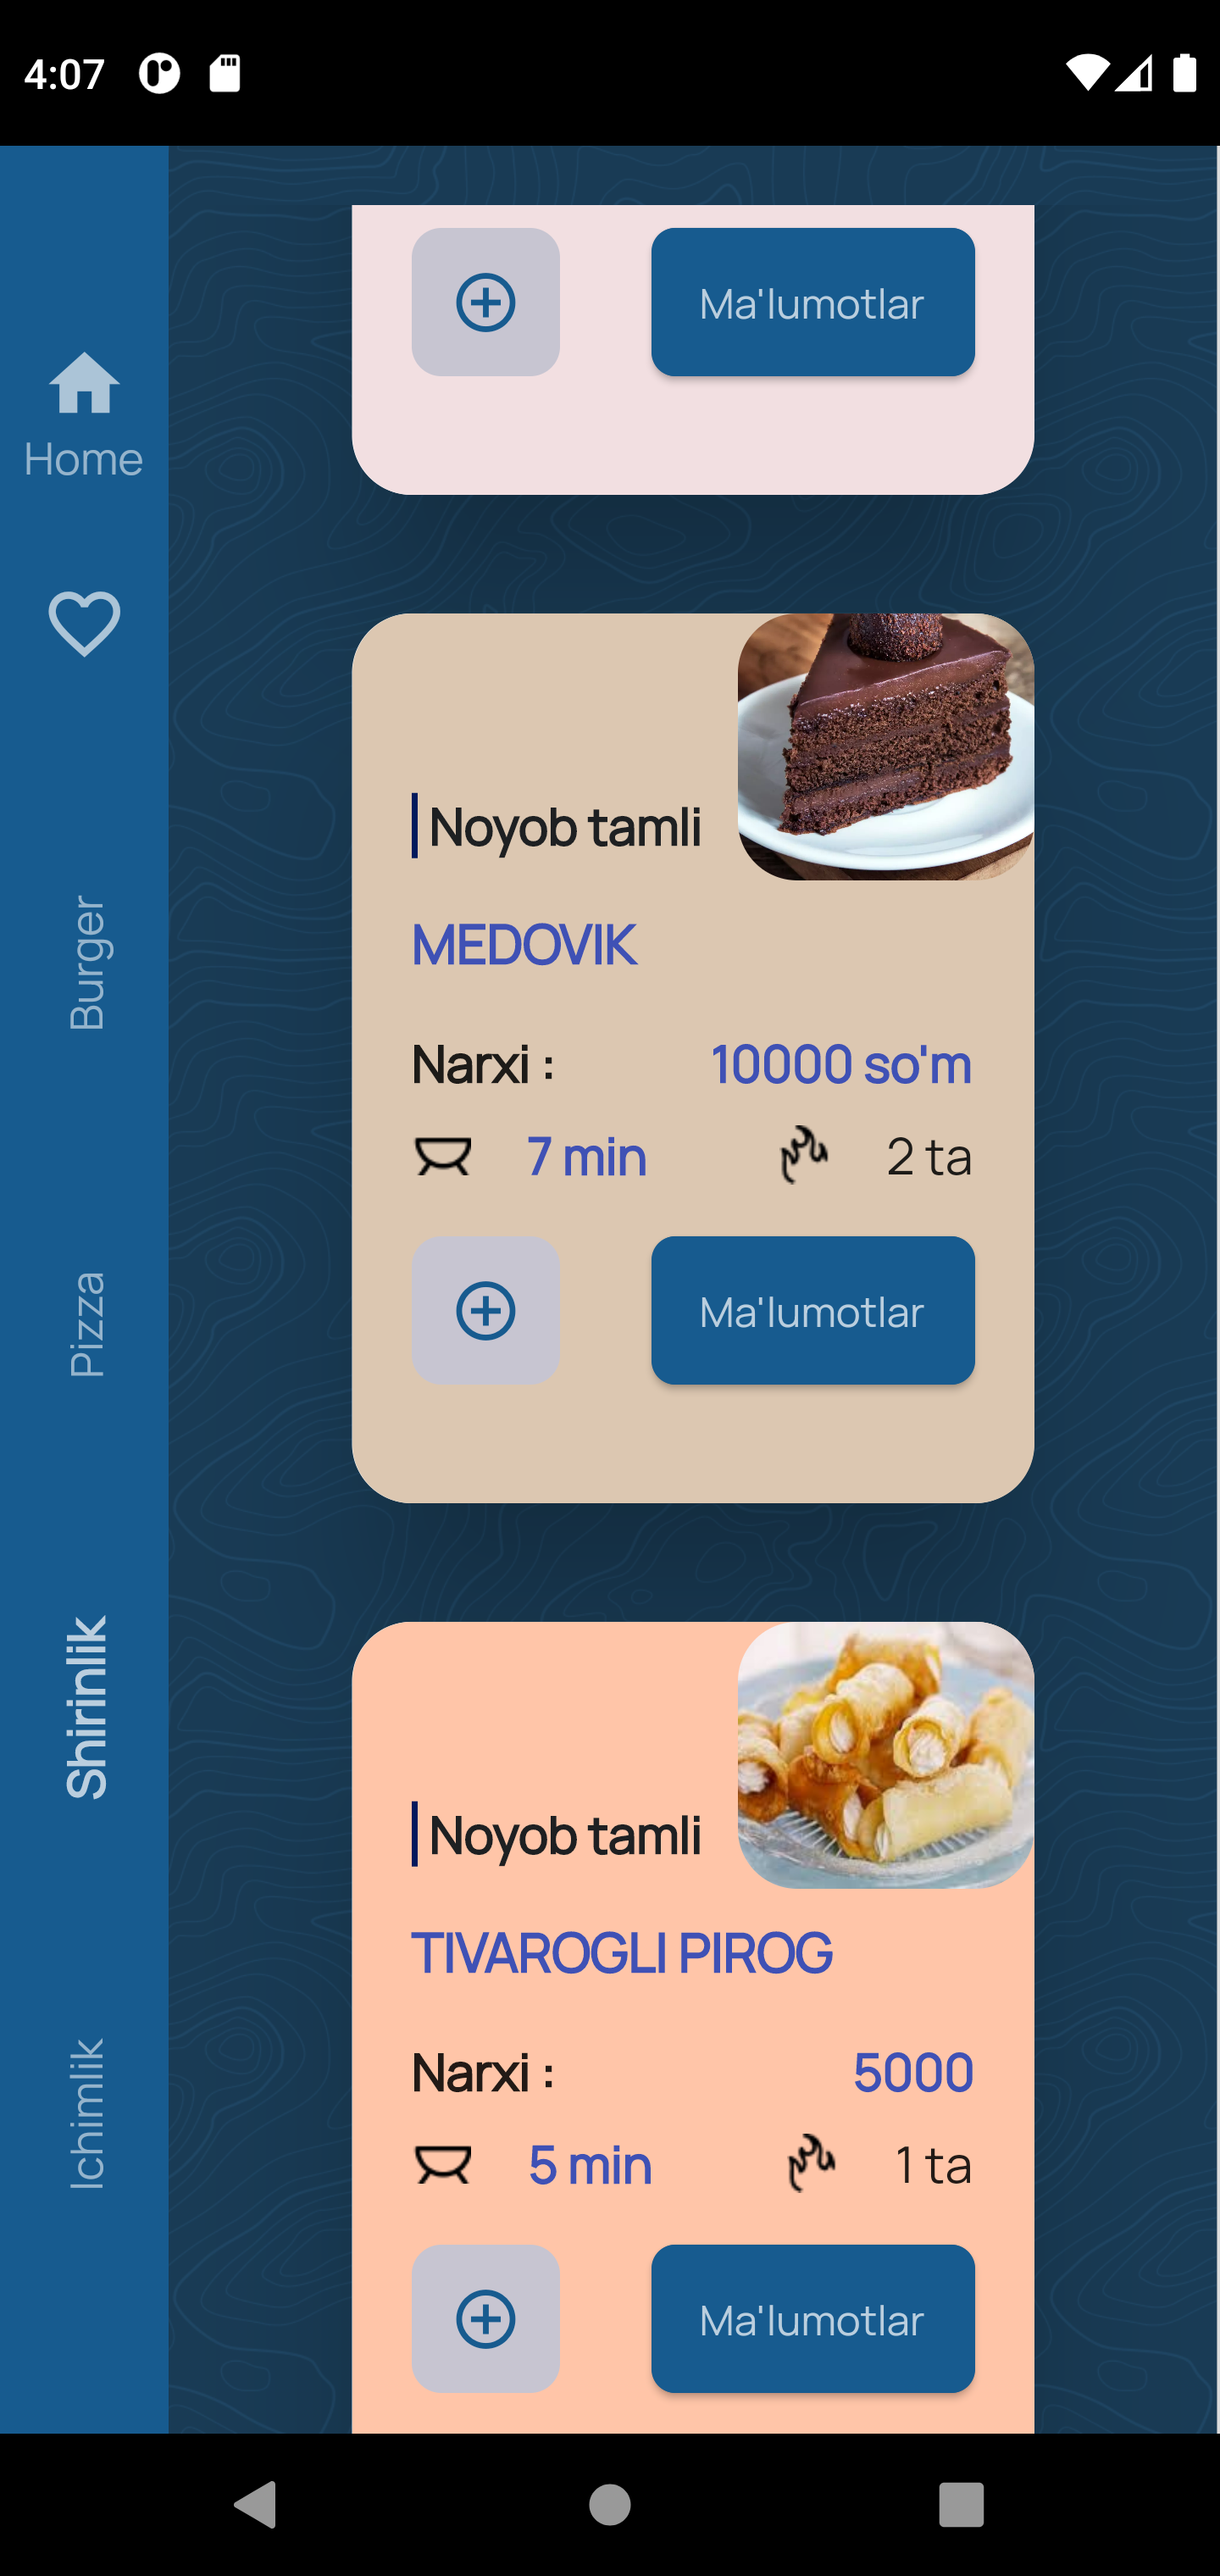 4:07
Home
Burger
Pizza
Shirinlik
Ichimlik
Ma'lumotlar
Noyob tamli
MEDOVIK
Narxi :
10000 so'm
7 min
2 ta
Ma'lumotlar
Noyob tamli
TIVAROGLI PIROG
Narxi :
5000
5 min
1 ta
Ma'lumotlar